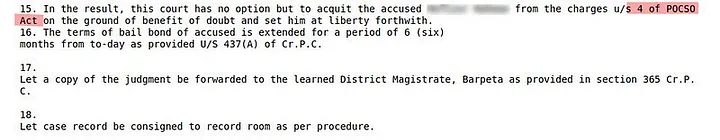 15. In the result, this court has no option but to acquit the accused from the charges u/s 4 of POCSO
Act on the ground of benefit of doubt and set him at liberty forthwith.
16. The terms of bail bond of accused is extended for a period of 6 (six)
months from to-day as provided U/S 437(A) of Cr.P.C.
17.
Let a copy of the judgment be forwarded to the learned District Magistrate, Barpeta as provided in section 365 Cr.P.
C.
18.
Let case record be consigned to record room as per procedure.